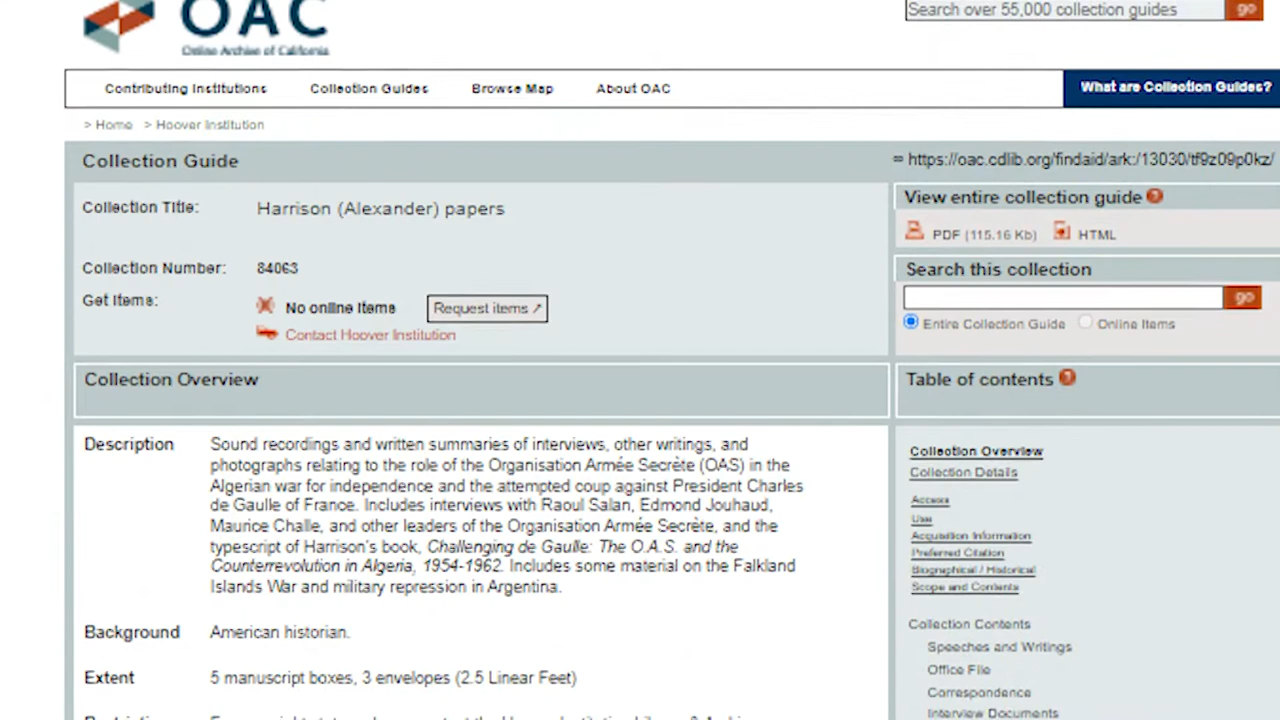 OAC
Online Archive of California
Search over 55,000 collection guides
go
Contributing Institutions
Collection Guides
Browse Map
About OAC
What are Collection Guides?
> Home > Hoover Institution
Collection Guide
https://oac.cdlib.org/findaid/ark:/13030/tf9z09p0kz/
Collection Title:
Harrison (Alexander) papers
Collection Number:
84063
Get Items:
No online items
Request items ↗
Contact Hoover Institution
View entire collection guide ?
PDF (115.16 Kb) HTML
Search this collection
go
Entire Collection Guide Online Items
Collection Overview
Description
Sound recordings and written summaries of interviews, other writings, and
photographs relating to the role of the Organisation Armée Secrète (OAS) in the
Algerian war for independence and the attempted coup against President Charles
de Gaulle of France. Includes interviews with Raoul Salan, Edmond Jouhaud,
Maurice Challe, and other leaders of the Organisation Armée Secrète, and the
typescript of Harrison's book, Challenging de Gaulle: The O.A.S. and the
Counterrevolution in Algeria, 1954-1962. Includes some material on the Falkland
Islands War and military repression in Argentina.
Background
American historian.
Extent
5 manuscript boxes, 3 envelopes (2.5 Linear Feet)
Table of contents ?
Collection Overview
Collection Details
Access
Use
Acquisition Information
Preferred Citation
Biographical / Historical
Scope and Contents
Collection Contents
Speeches and Writings
Office File
Correspondence
Interview Documents